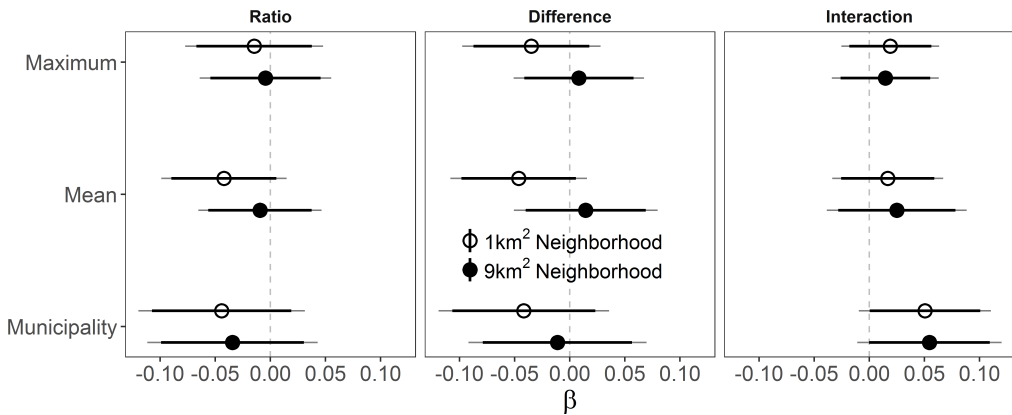 Ratio
Difference
Interaction
Maximum
Mean
Municipality
1km² Neighborhood
9km² Neighborhood
-0.10 -0.05 0.00 0.05 0.10
-0.10 -0.05 0.00 0.05 0.10
-0.10 -0.05 0.00 0.05 0.10
β